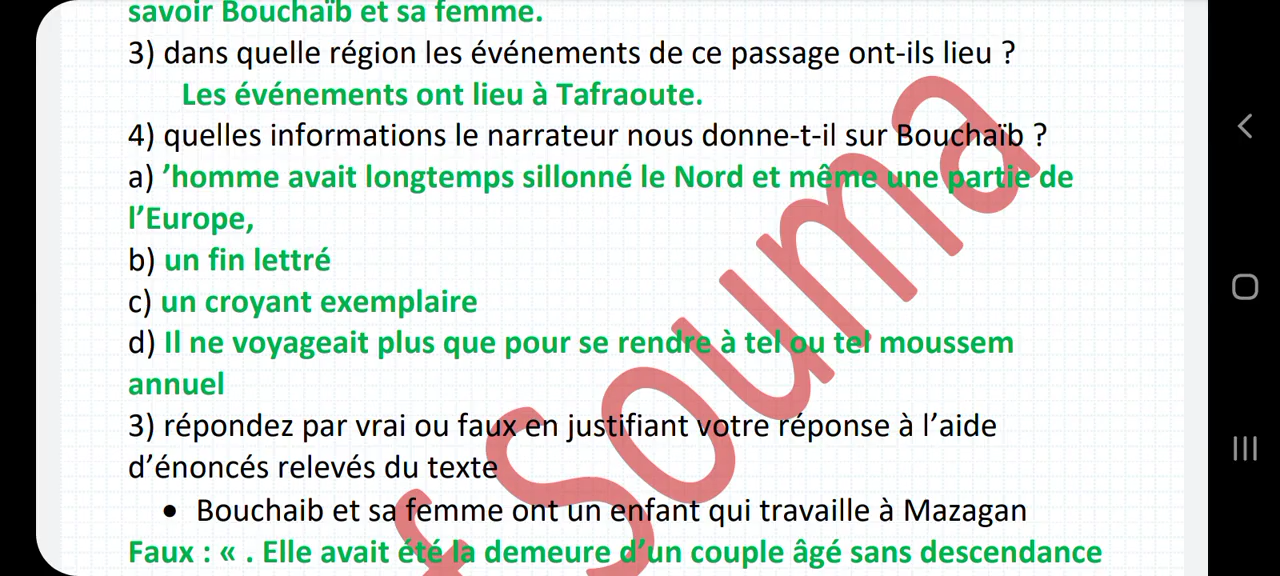 savoir Bouchaïb et sa femme.
3) dans quelle région les événements de ce passage ont-ils lieu ?
Les événements ont lieu à Tafraoute.
4) quelles informations le narrateur nous donne-t-il sur Bouchaïb ?
a) ’homme avait longtemps sillonné le Nord et même une partie de
l’Europe,
b) un fin lettré
c) un croyant exemplaire
d) Il ne voyageait plus que pour se rendre à tel ou tel moussem
annuel
3) répondez par vrai ou faux en justifiant votre réponse à l’aide
d’énoncés relevés du texte
• Bouchaib et sa femme ont un enfant qui travaille à Mazagan
Faux : « . Elle avait été la demeure d’un couple âgé sans descendance
f Souma